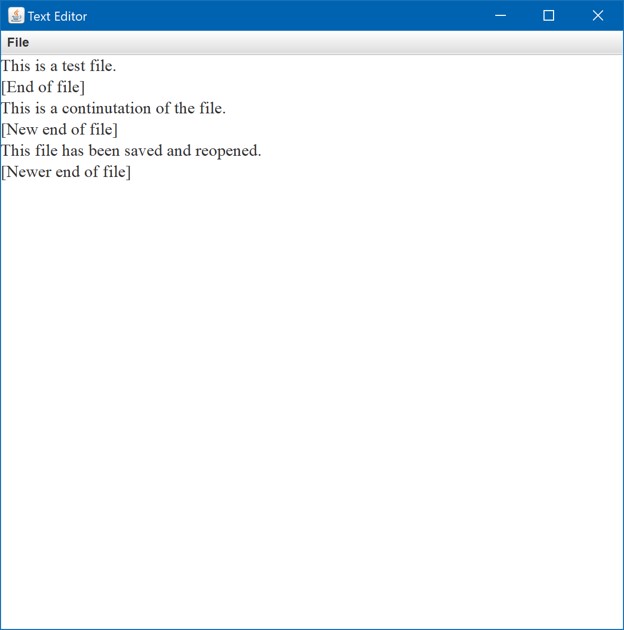 Text Editor
File
This is a test file.
[End of file]
This is a continutation of the file.
[New end of file]
This file has been saved and reopened.
[Newer end of file]